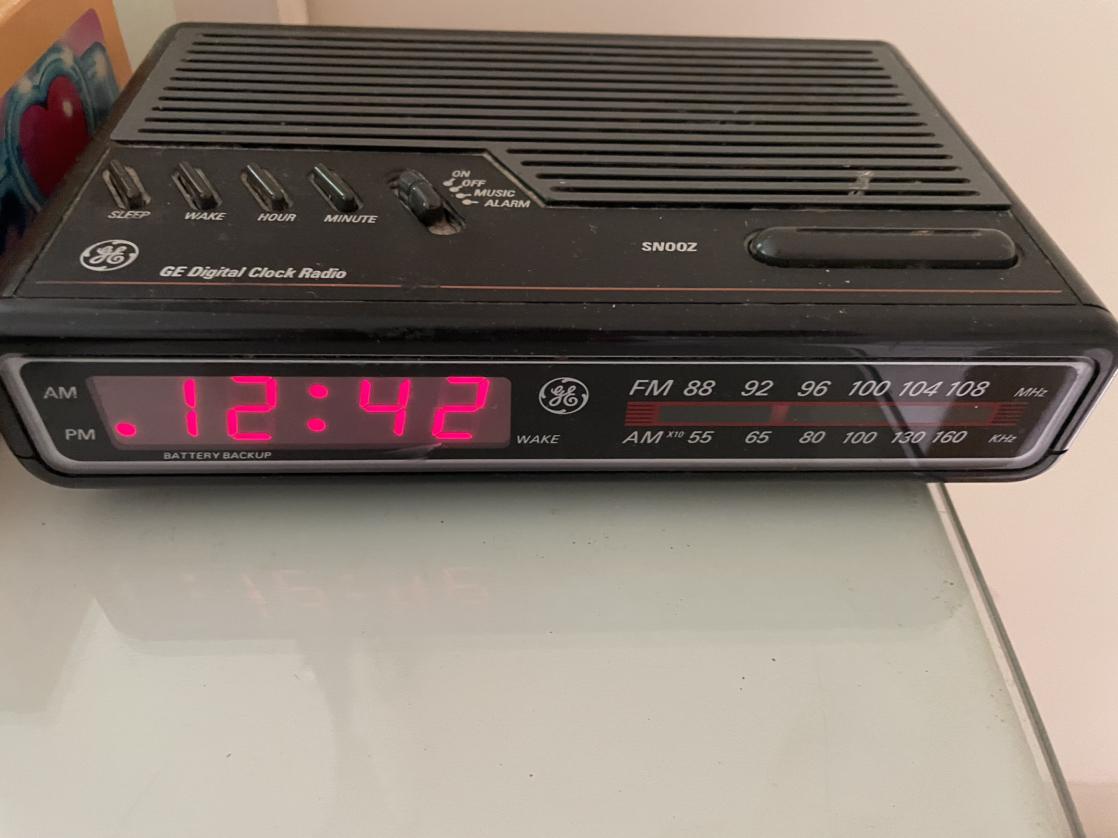 ON
OFF
MUSIC
ALARM
SLEEP WAKE HOUR MINUTE
SNOOZ
GE
GE Digital Clock Radio
AM
PM
.12:42
BATTERY BACKUP
GE
WAKE
FM 88 92 96 100 104 108 MHz
AM X10 55 65 80 100 130 160 KHz